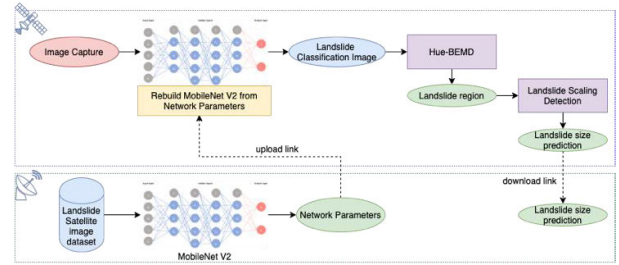 Image Capture
Rebuild MobileNet V2 from
Network Parameters
Landslide
Classification Image
Hue-BEMD
Landslide region
Landslide Scaling
Detection
Landslide size
prediction
upload link
download link
Landslide
Satellite
image
dataset
MobileNet V2
Network Parameters
Landslide size
prediction